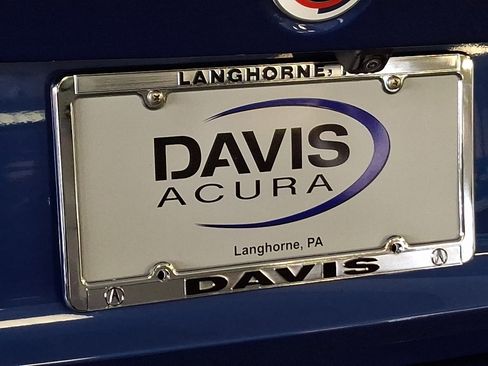 LANGHORNE,
DAVIS
ACURA
Langhorne, PA
DAVIS